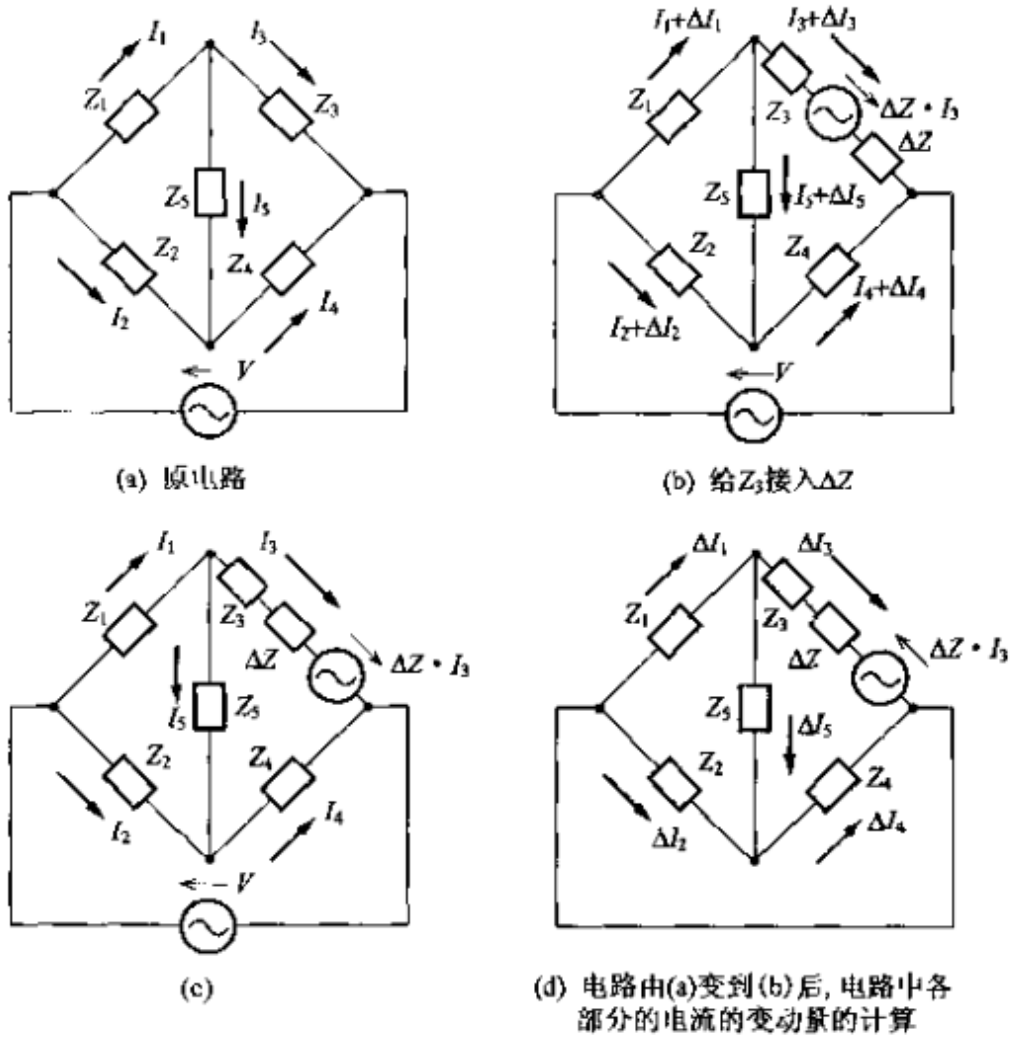 I₁
I₃
Z₁
Z₃
Z₅
I₅
Z₂
Z₄
I₂
I₄
V
(a) 原电路
I₁+ΔI₁
I₃+ΔI₃
Z₁
Z₃
ΔZ·I₃
ΔZ
Z₅
I₅+ΔI₅
Z₂
Z₄
I₂+ΔI₂
I₄+ΔI₄
V
(b) 给Z₃接入ΔZ
I₁
I₃
Z₁
Z₃
ΔZ
ΔZ·I₃
I₅
Z₅
Z₂
Z₄
I₂
I₄
V
(c)
ΔI₁
ΔI₃
Z₁
Z₃
ΔZ
ΔZ·I₃
Z₅
ΔI₅
Z₂
Z₄
ΔI₂
ΔI₄
(d) 电路由(a)变到(b)后, 电路中各
部分的电流的变动量的计算